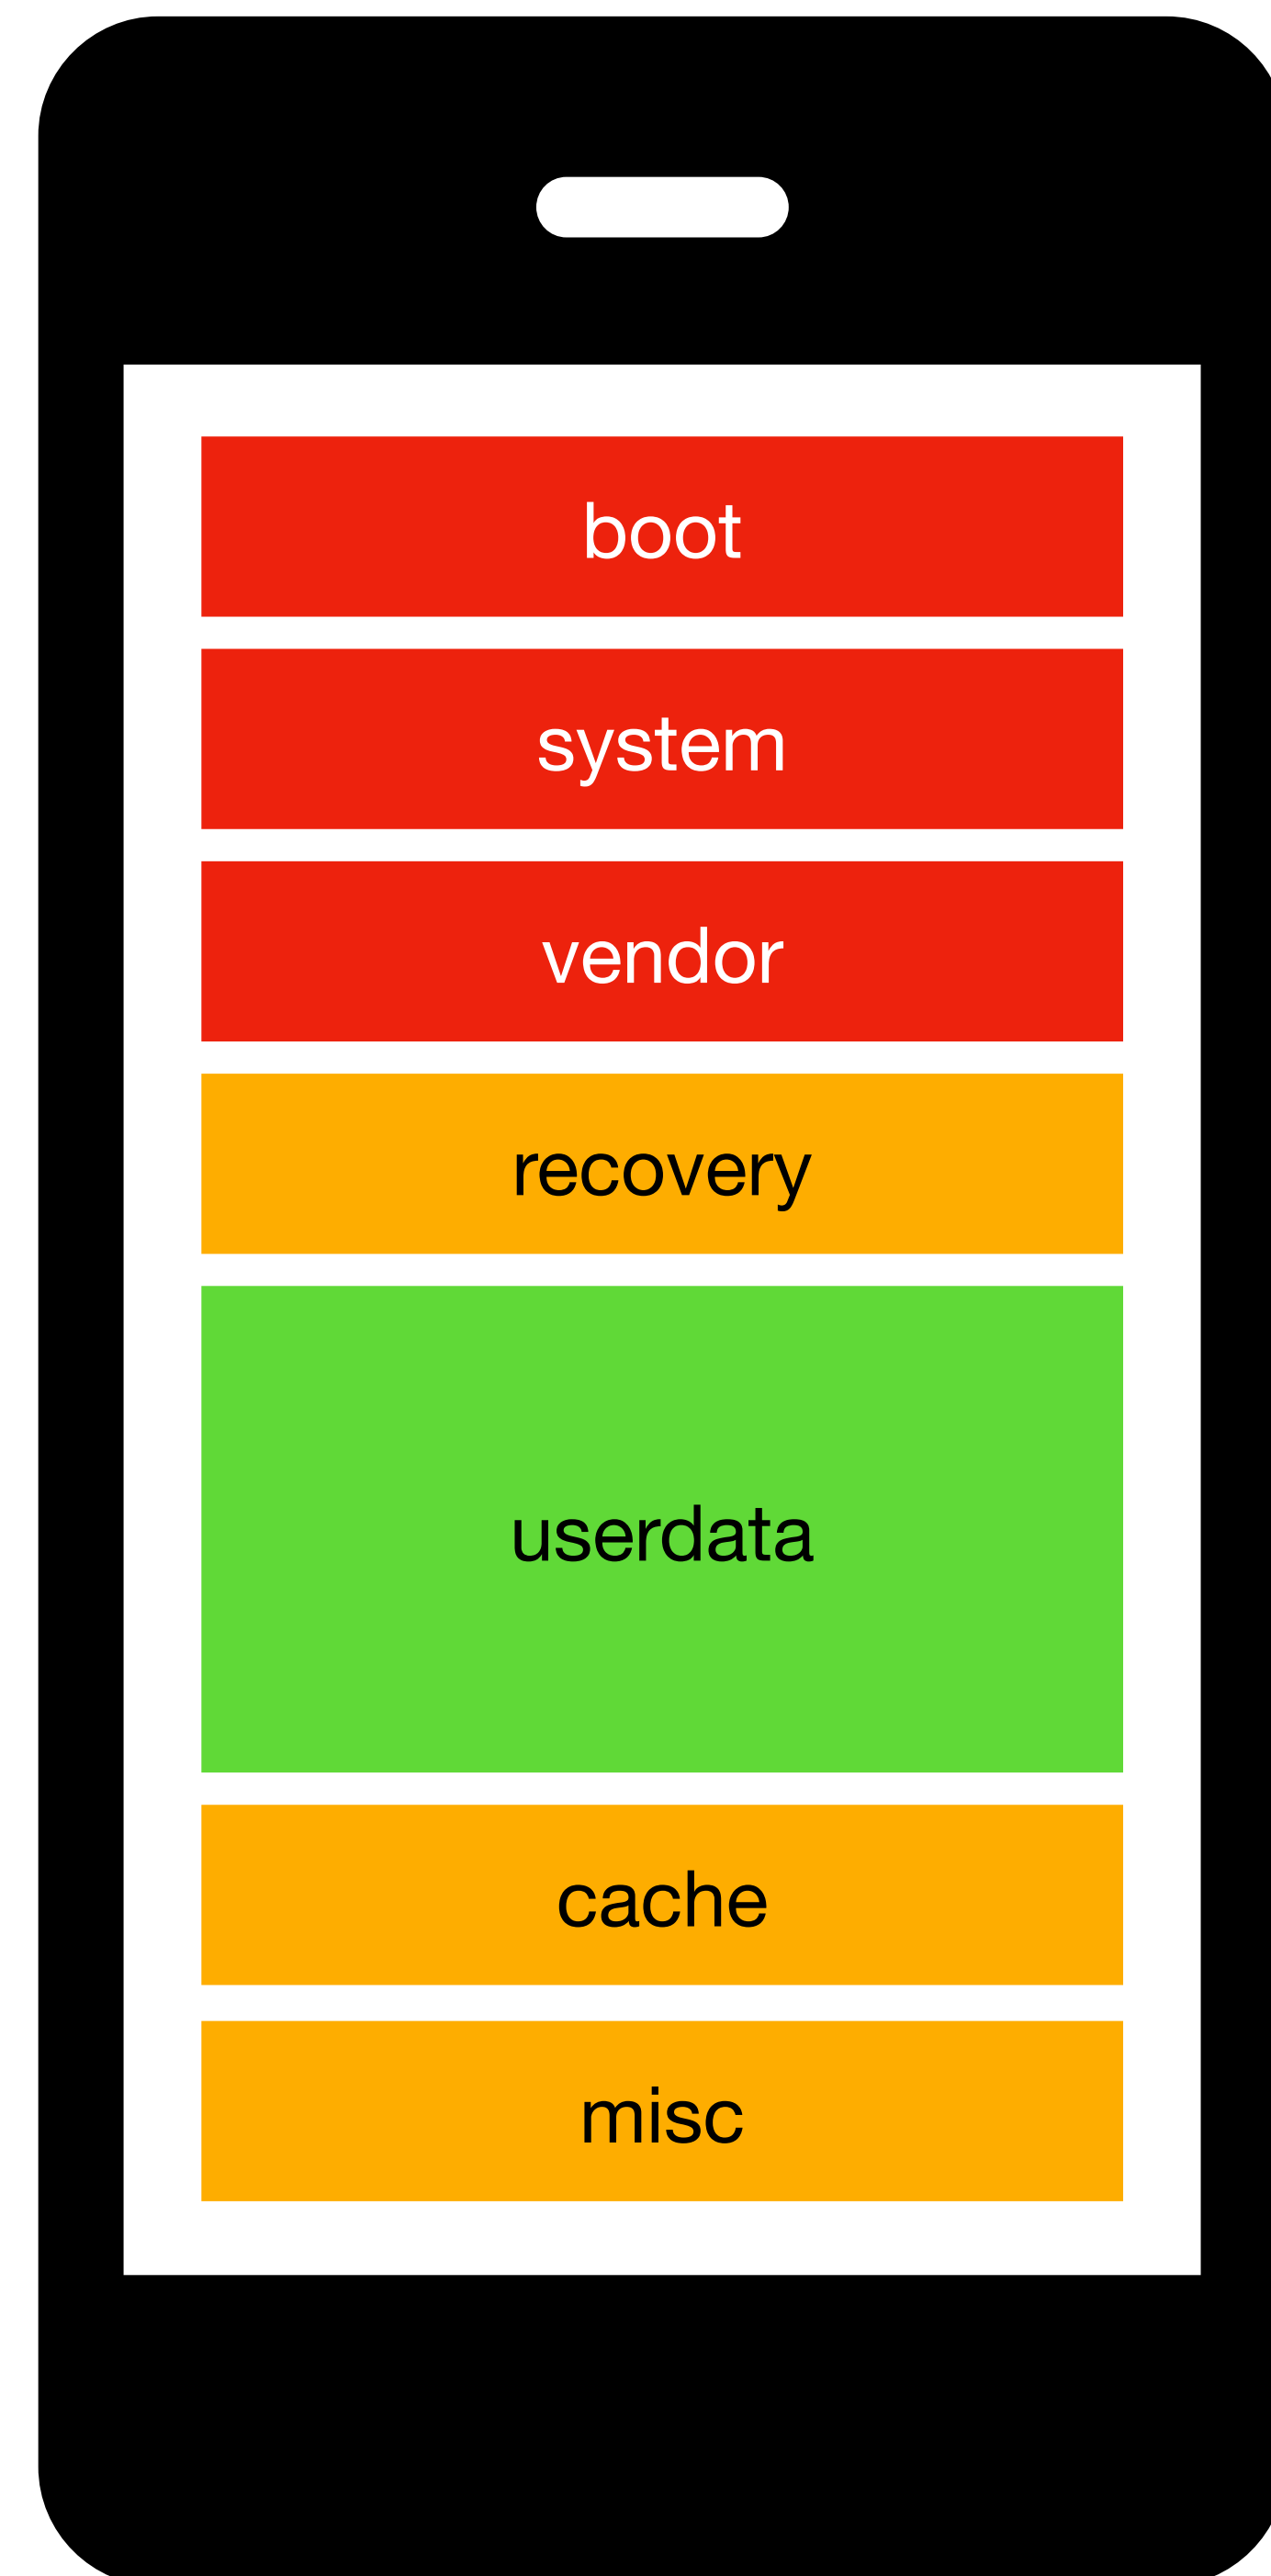 boot
system
vendor
recovery
userdata
cache
misc